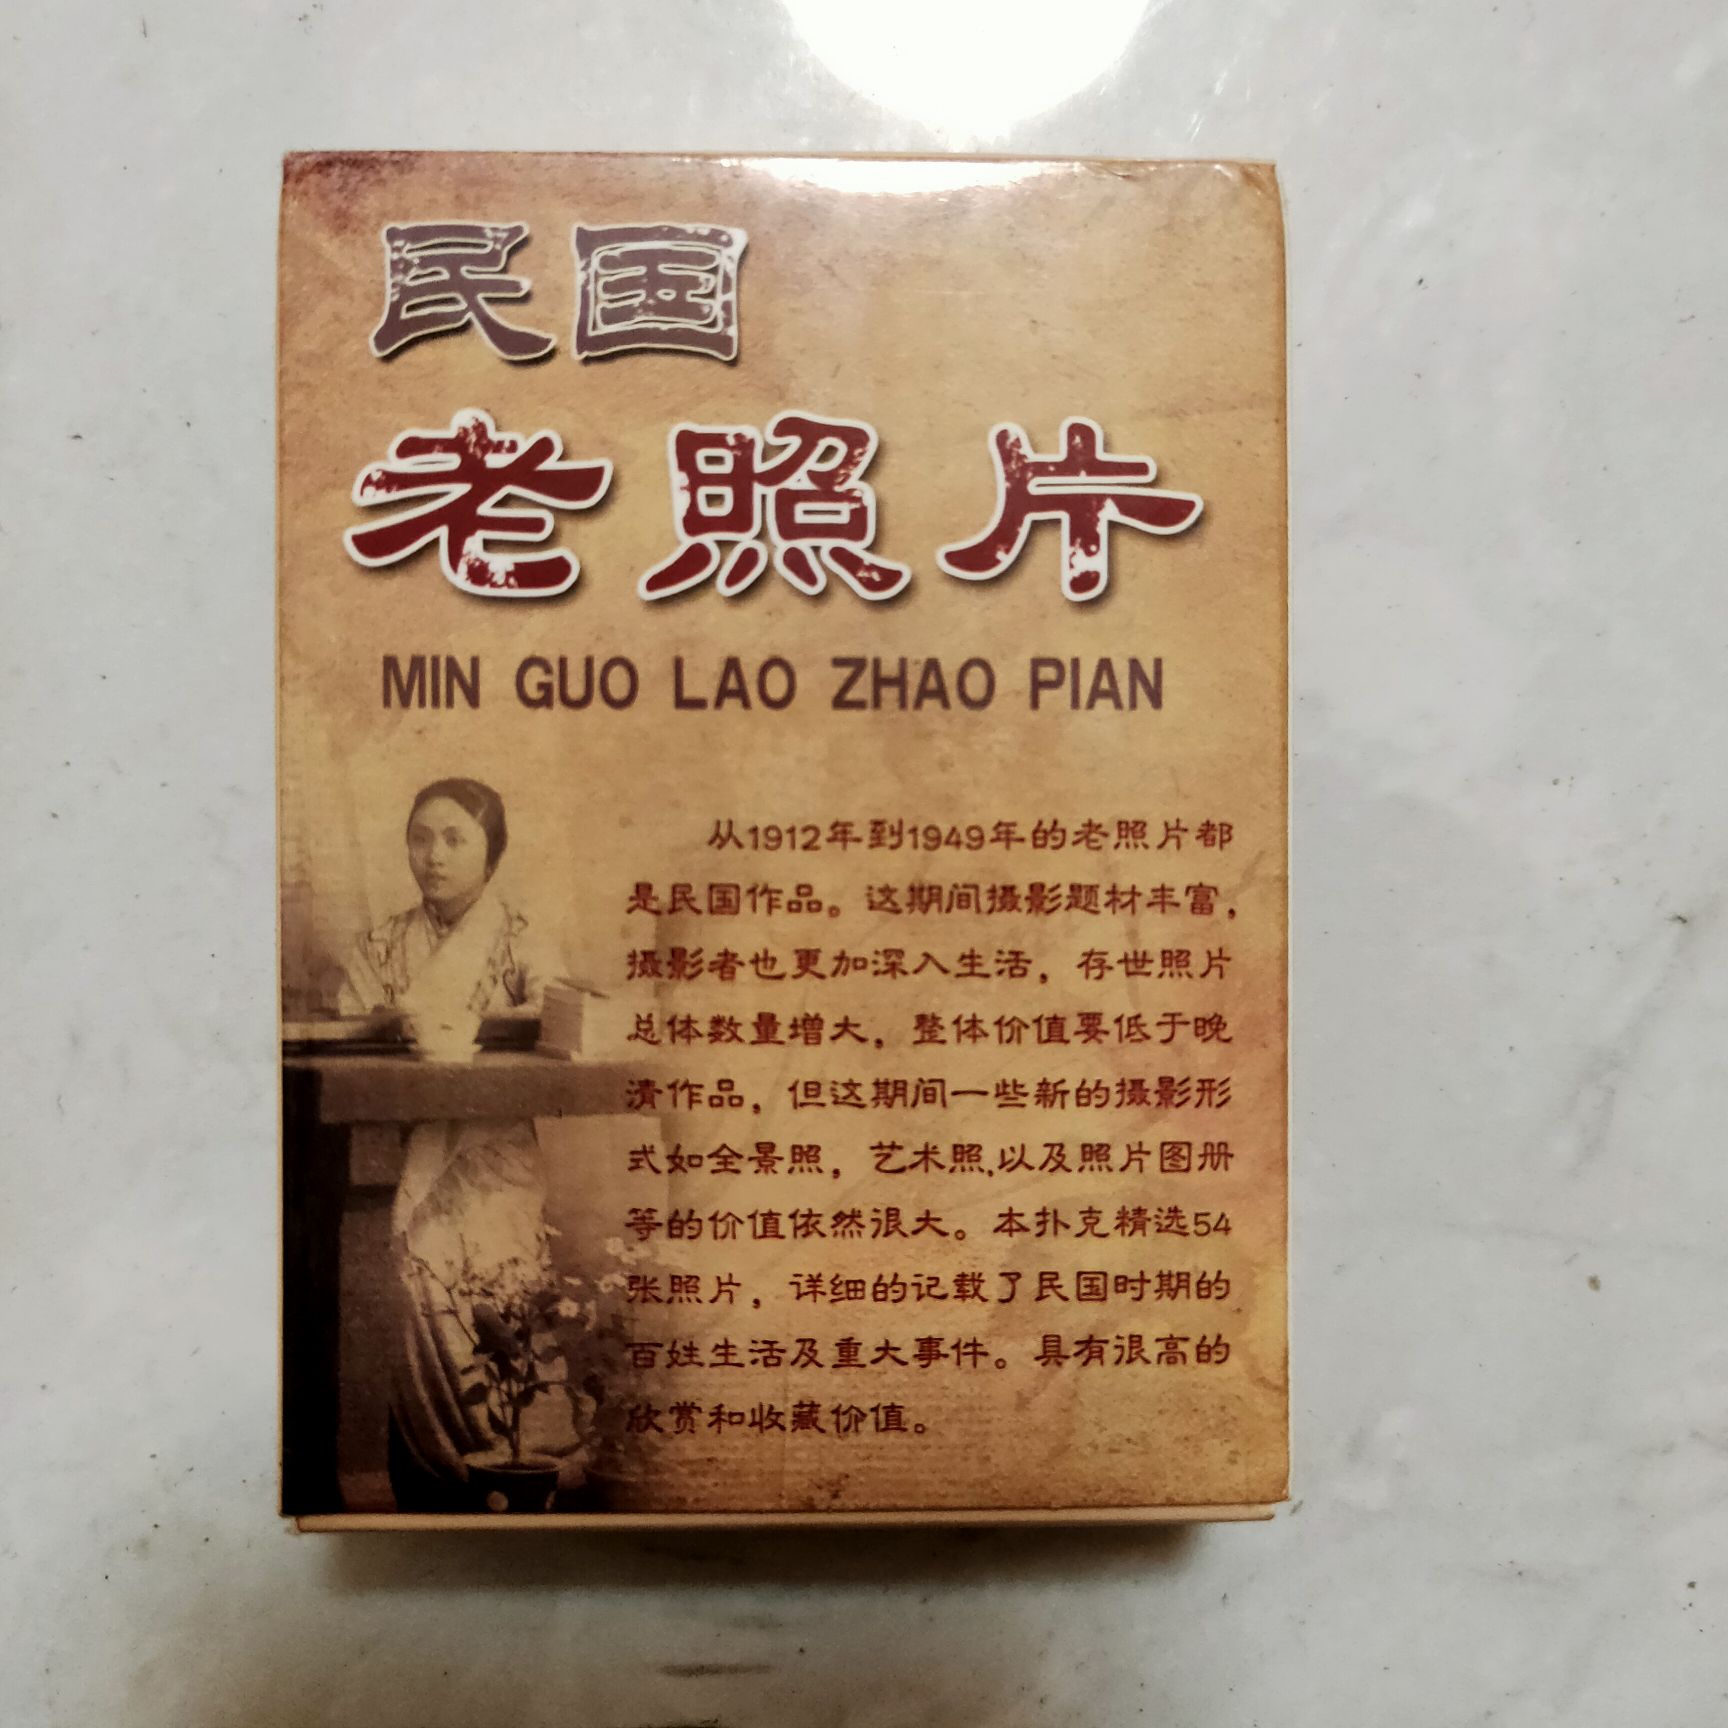 民国
老照片
MIN GUO LAO ZHAO PIAN
从1912年到1949年的老照片都
是民国作品。这期间摄影题材丰富，
摄影者也更加深入生活，存世照片
总体数量增大，整体价值要低于晚
清作品，但这期间一些新的摄影形
式如全景照，艺术照,以及照片图册
等的价值依然很大。本扑克精选54
张照片，详细的记载了民国时期的
百姓生活及重大事件。具有很高的
欣赏和收藏价值。